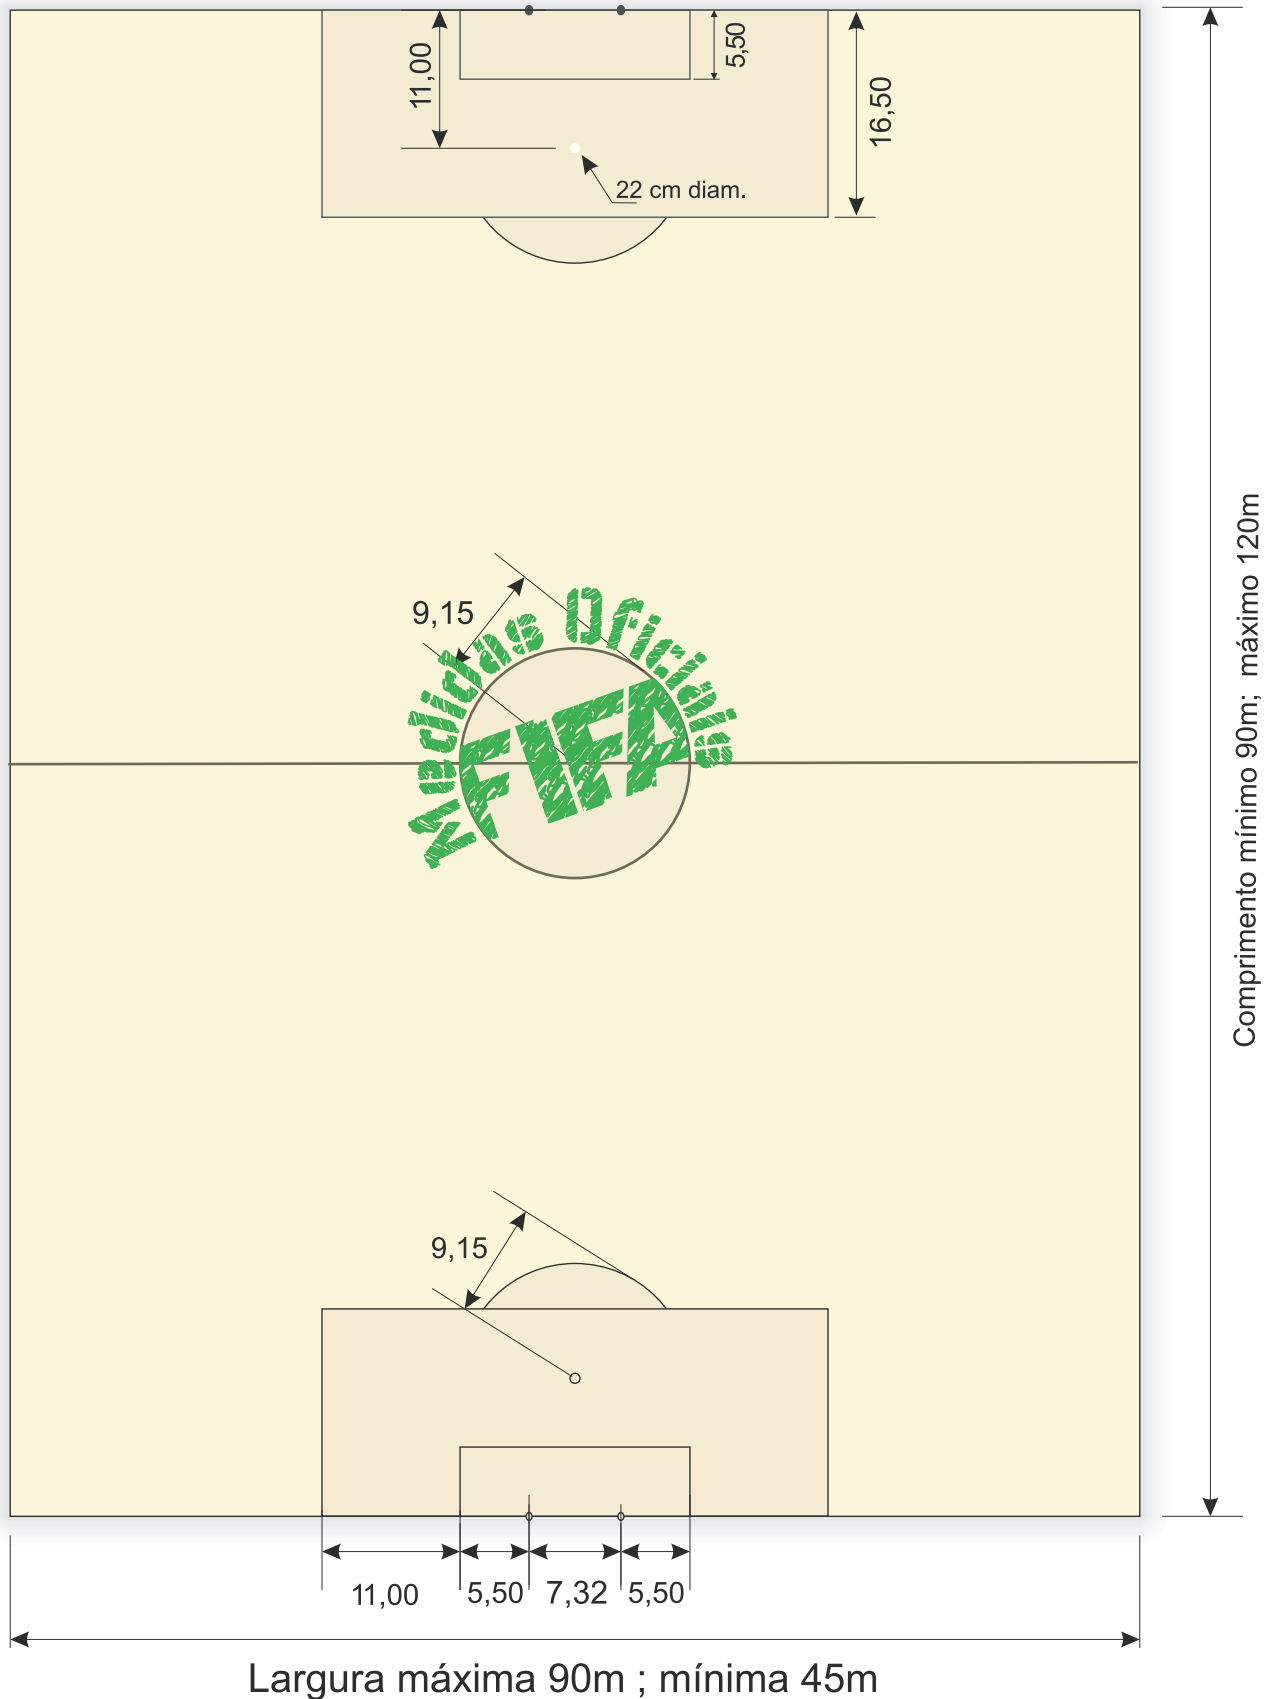 11,00
5,50
16,50
22 cm diam.
9,15
Medidas Oficiais
FIFA
Comprimento mínimo 90m; máximo 120m
9,15
11,00
5,50
7,32
5,50
Largura máxima 90m ; mínima 45m